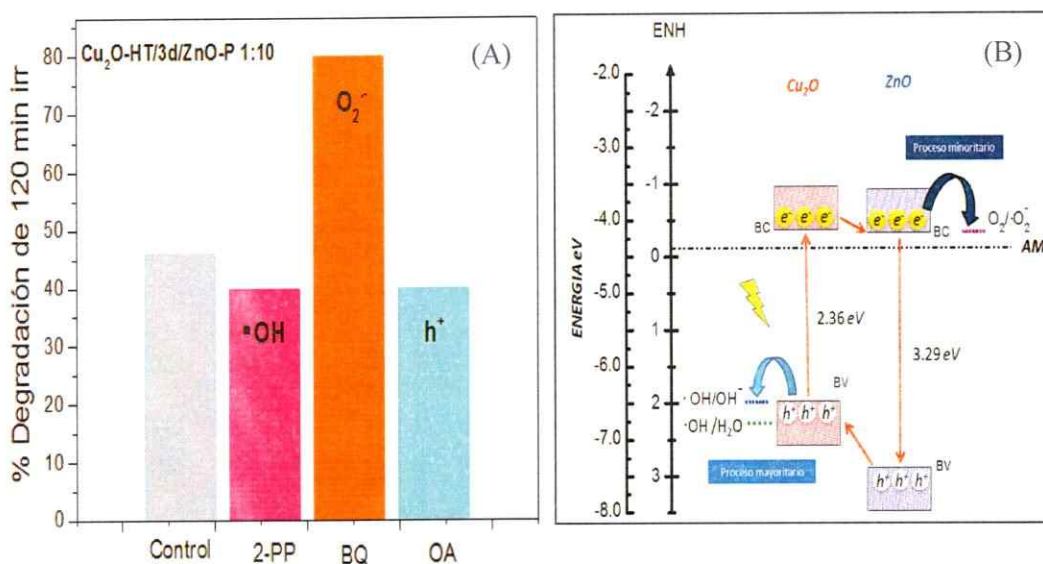 Cu₂O-HT/3d/ZnO-P 1:10
(A)
% Degradación de 120 min irr
80
70
60
50
40
30
20
10
0
•OH
O₂⁻
h⁺
Control
2-PP
BQ
OA
(B)
ENH
ENERGIA eV
-2.0
-3.0
-4.0
-5.0
-6.0
-7.0
-8.0
-2
-1
0
1
2
3
Cu₂O
ZnO
Proceso minoritario
e⁻ e⁻ e⁻
e⁻ e⁻ e⁻
BC
BC
O₂/·O₂⁻
AM
2.36 eV
3.29 eV
BV
· OH/OH⁻
·OH/H₂O
h⁺ h⁺ h⁺
Proceso mayoritario
BV
h⁺ h⁺ h⁺